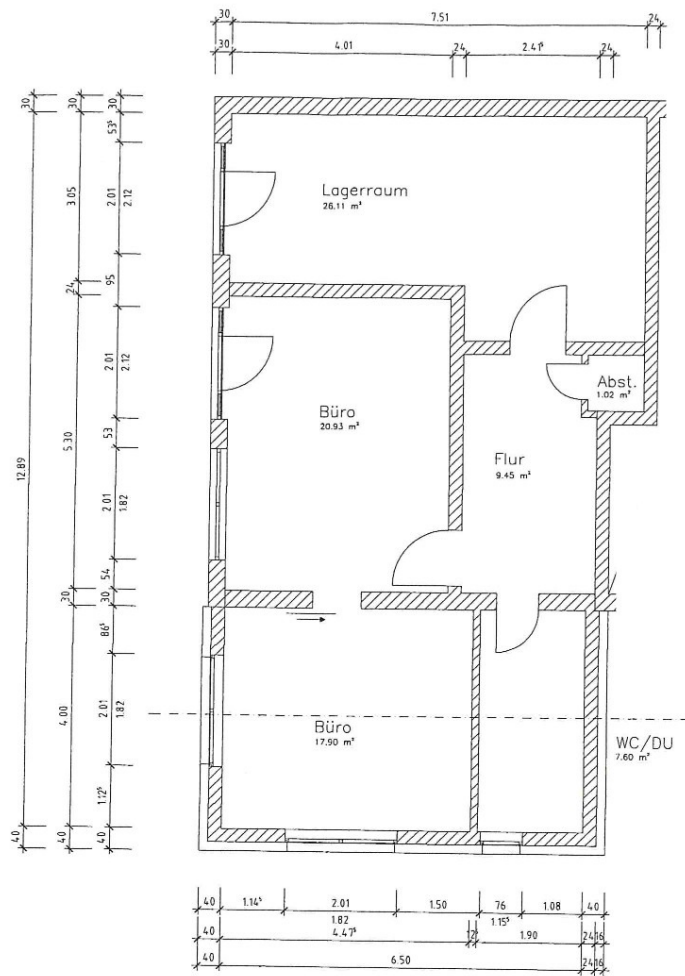 30 7.51 24
30 4.01 24 2.41⁵ 24
30 30 30
53⁵
3.05 2.01 2.12
Lagerraum
26.11 m²
24 95
2.01 2.12
Abst.
1.02 m²
Büro
20.93 m²
53
5.30
12.89
Flur
9.45 m²
2.01 1.82
54
30 30
86⁵
4.00 2.01 1.82
Büro
17.90 m²
WC/DU
7.60 m²
1.12⁵
40 40 40
40 1.14⁵ 2.01 1.50 76 1.08 40
1.82 1.15⁵
40 4.47⁵ 12⁵ 1.90 24 16
40 6.50 24 16